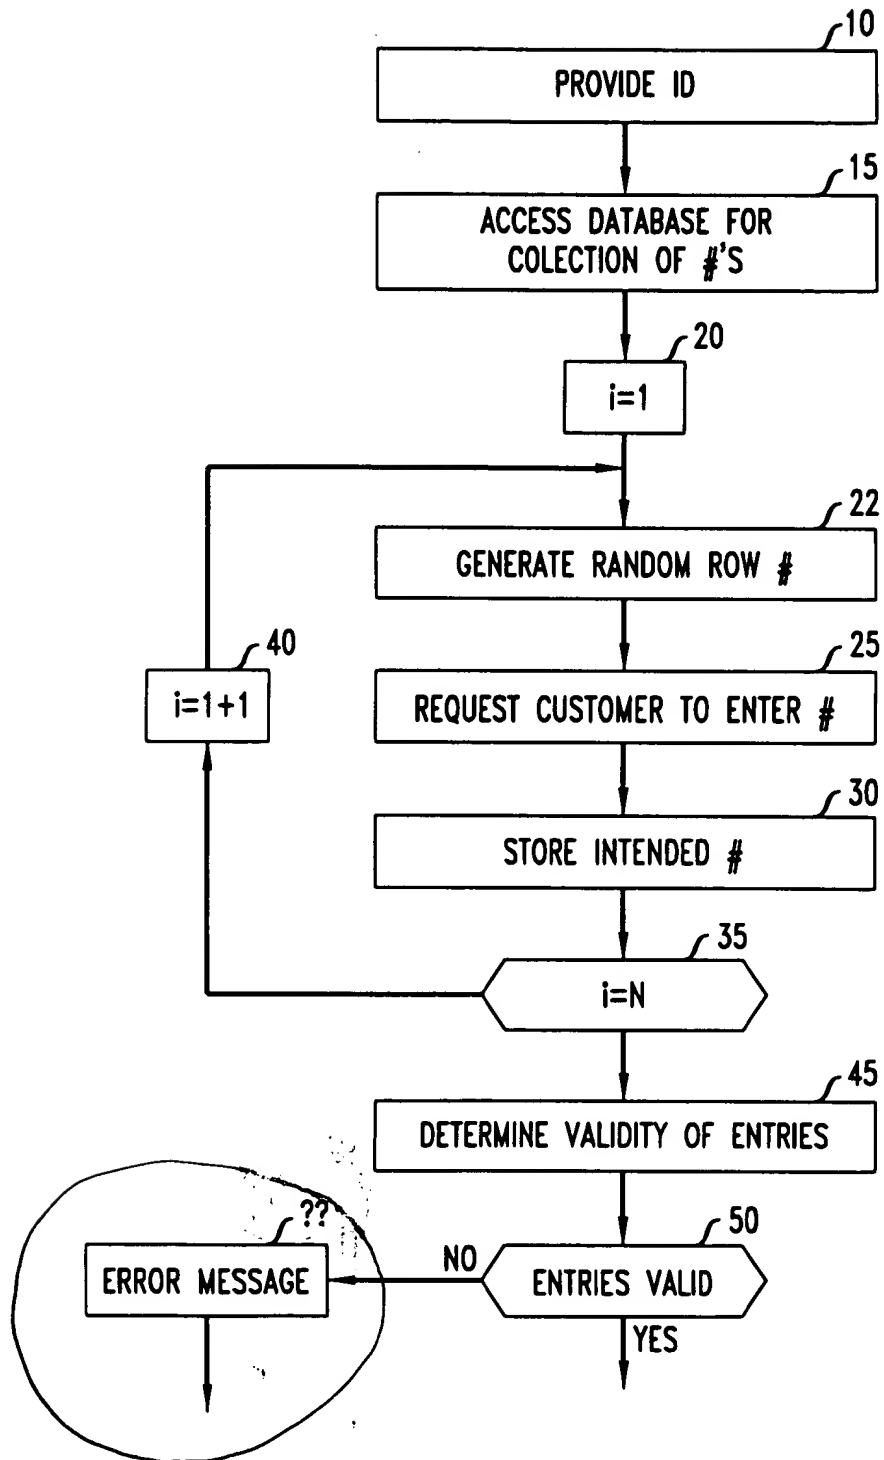 10
PROVIDE ID
15
ACCESS DATABASE FOR
COLECTION OF #'S
20
i=1
22
GENERATE RANDOM ROW #
40
i=1+1
25
REQUEST CUSTOMER TO ENTER #
30
STORE INTENDED #
35
i=N
45
DETERMINE VALIDITY OF ENTRIES
??
ERROR MESSAGE
NO
50
ENTRIES VALID
YES